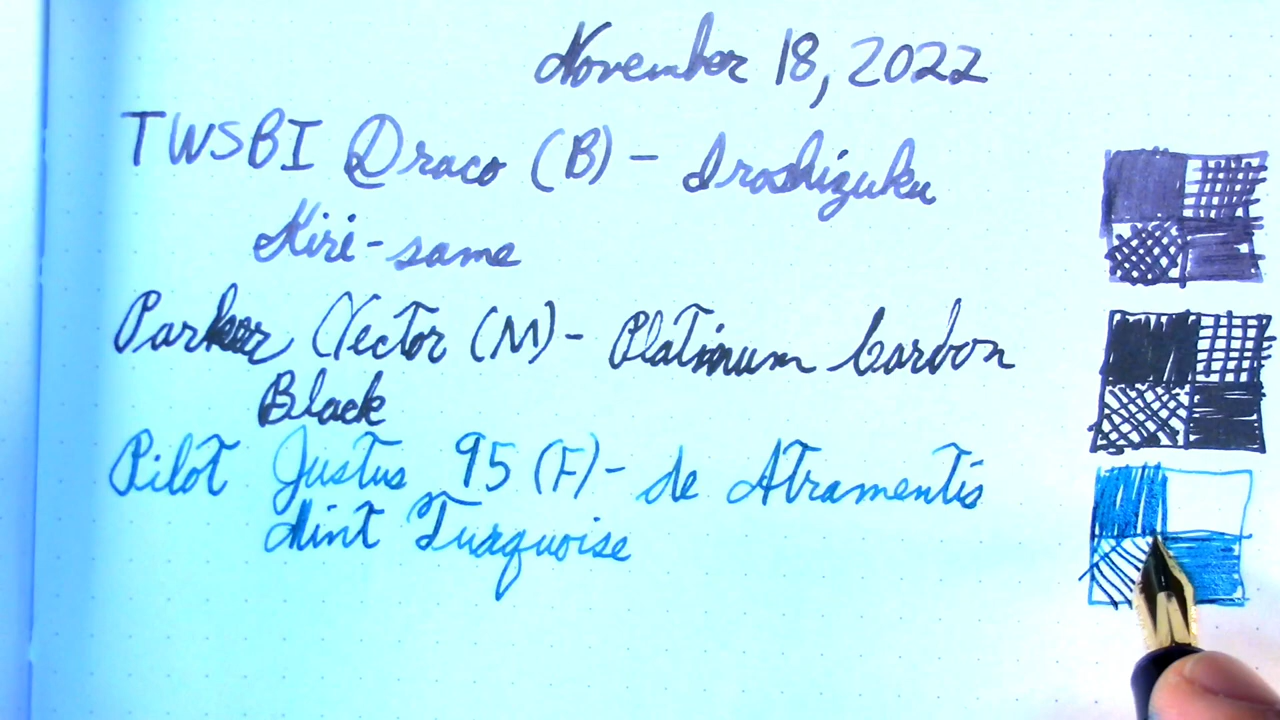 November 18, 2022
TWSBI Draco (B) - Iroshizuku
Kiri-same
Parker Vector (M) - Platinum Carbon
Black
Pilot Justus 95 (F) - de Atramentis
Mint Turquoise